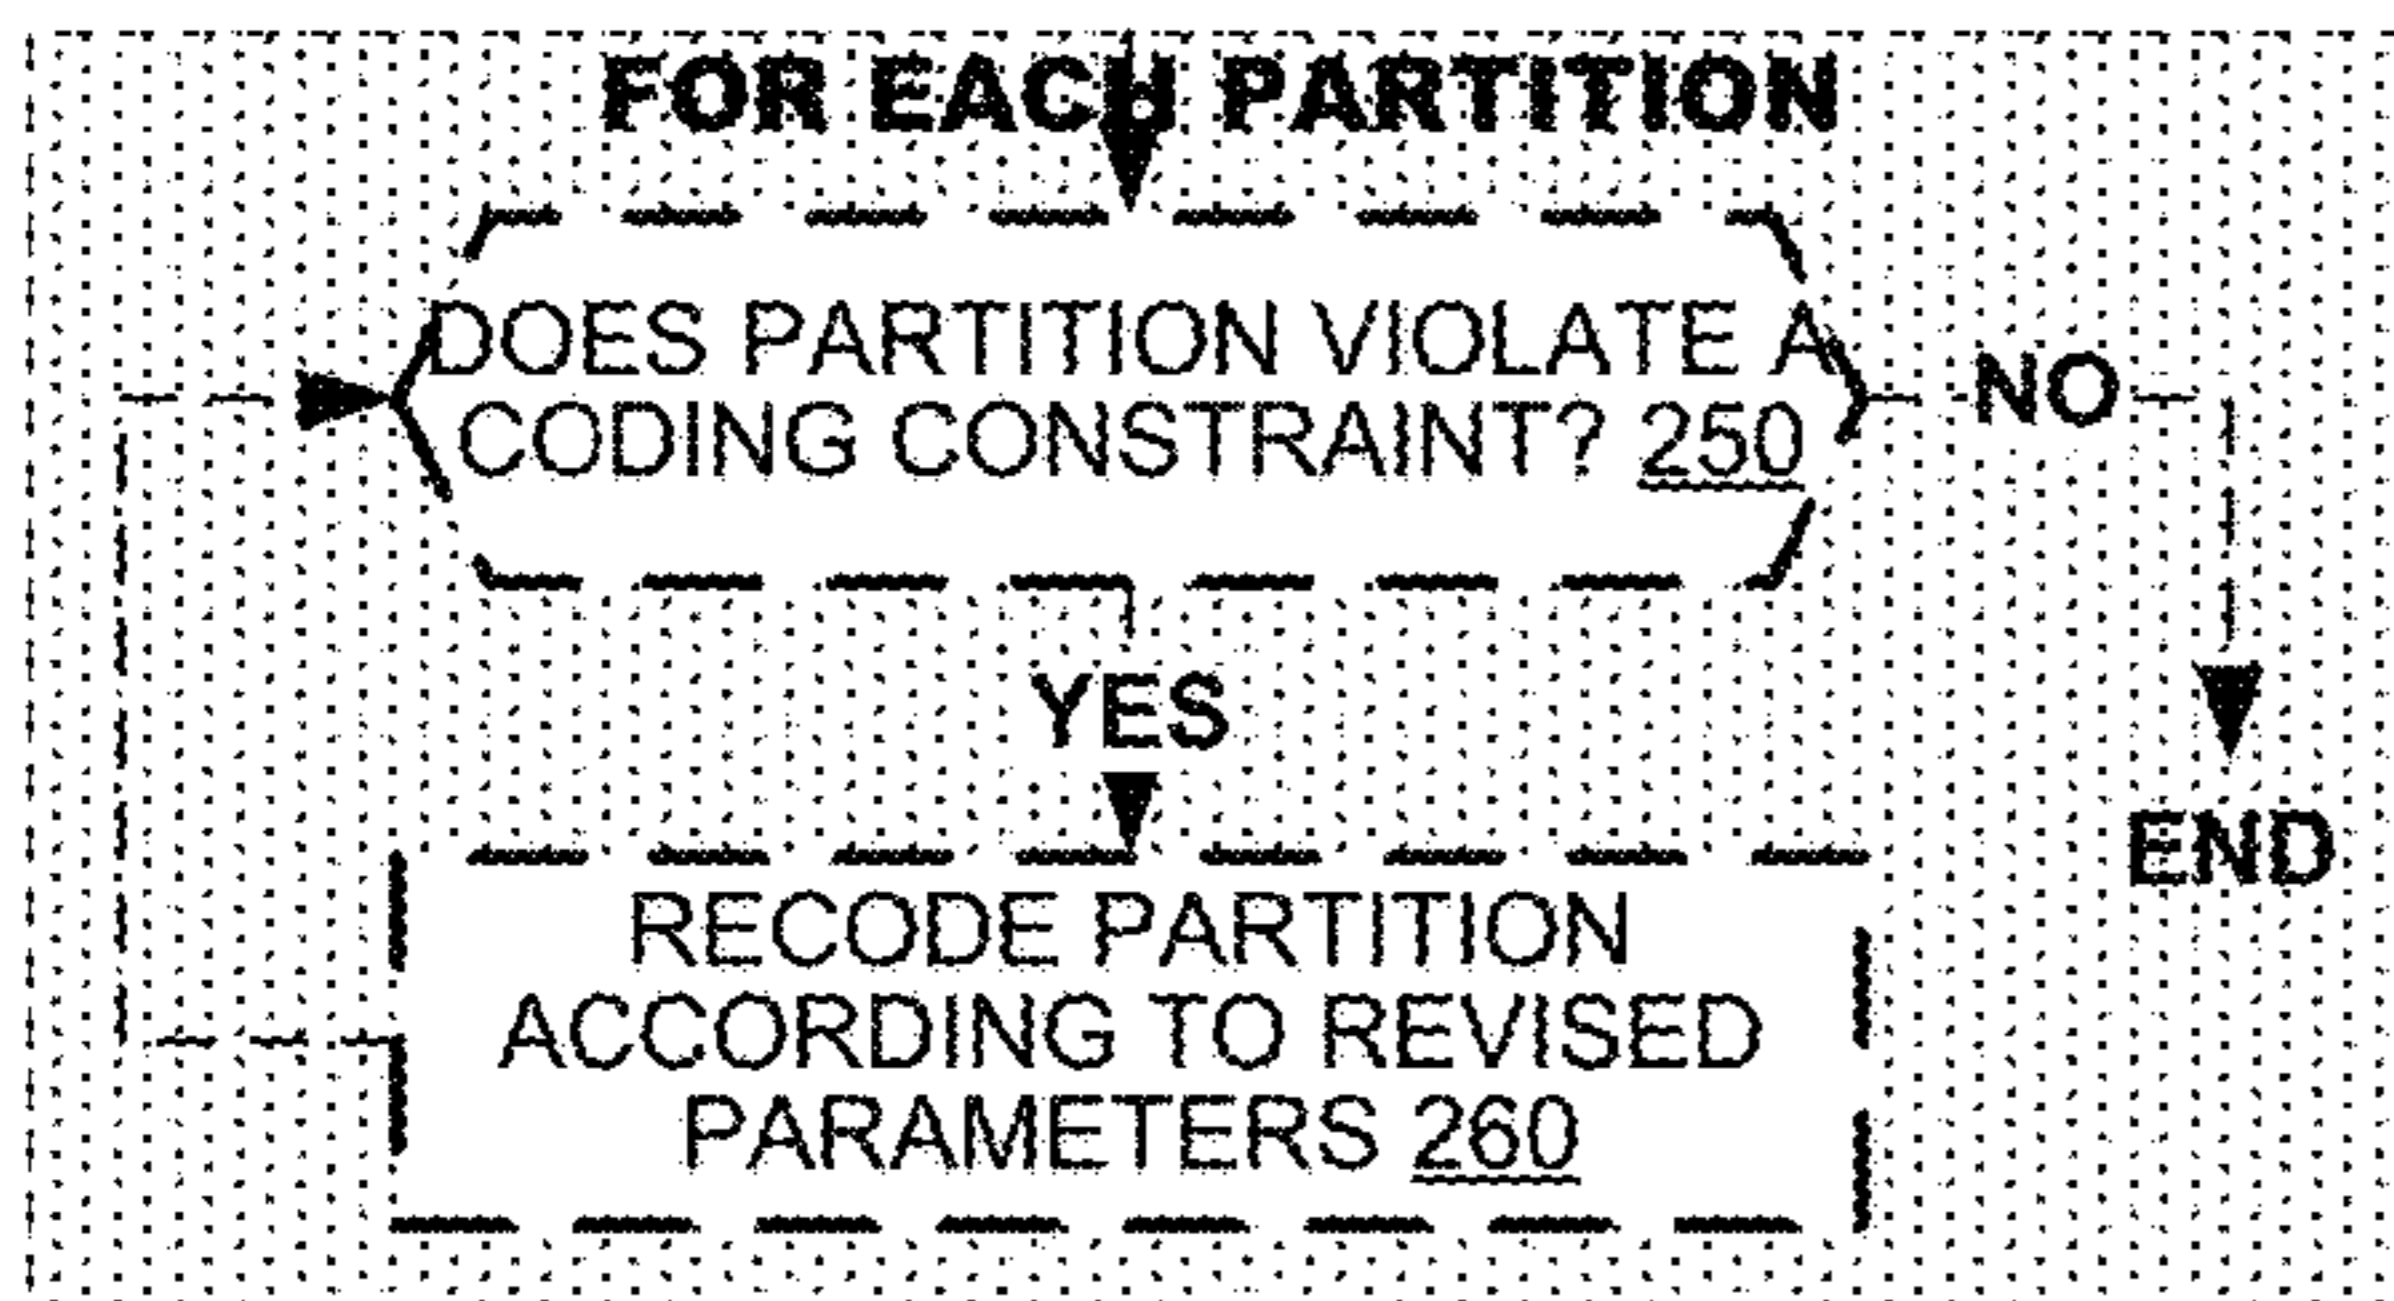 FOR EACH PARTITION
DOES PARTITION VIOLATE A
CODING CONSTRAINT? 250
NO
YES
END
RECODE PARTITION
ACCORDING TO REVISED
PARAMETERS 260